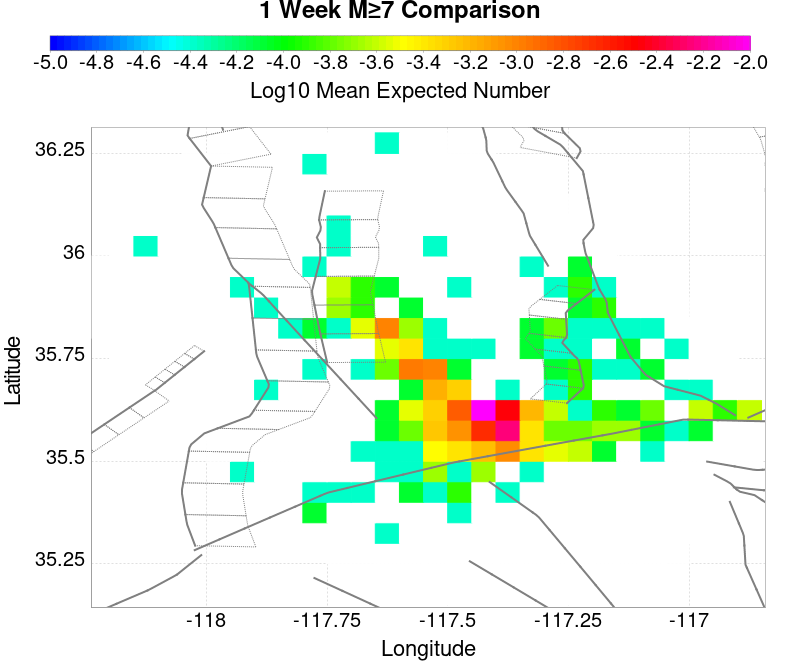 1 Week M≥7 Comparison
-5.0 -4.8 -4.6 -4.4 -4.2 -4.0 -3.8 -3.6 -3.4 -3.2 -3.0 -2.8 -2.6 -2.4 -2.2 -2.0
Log10 Mean Expected Number
36.25
36
35.75
35.5
35.25
Latitude
-118 -117.75 -117.5 -117.25 -117
Longitude